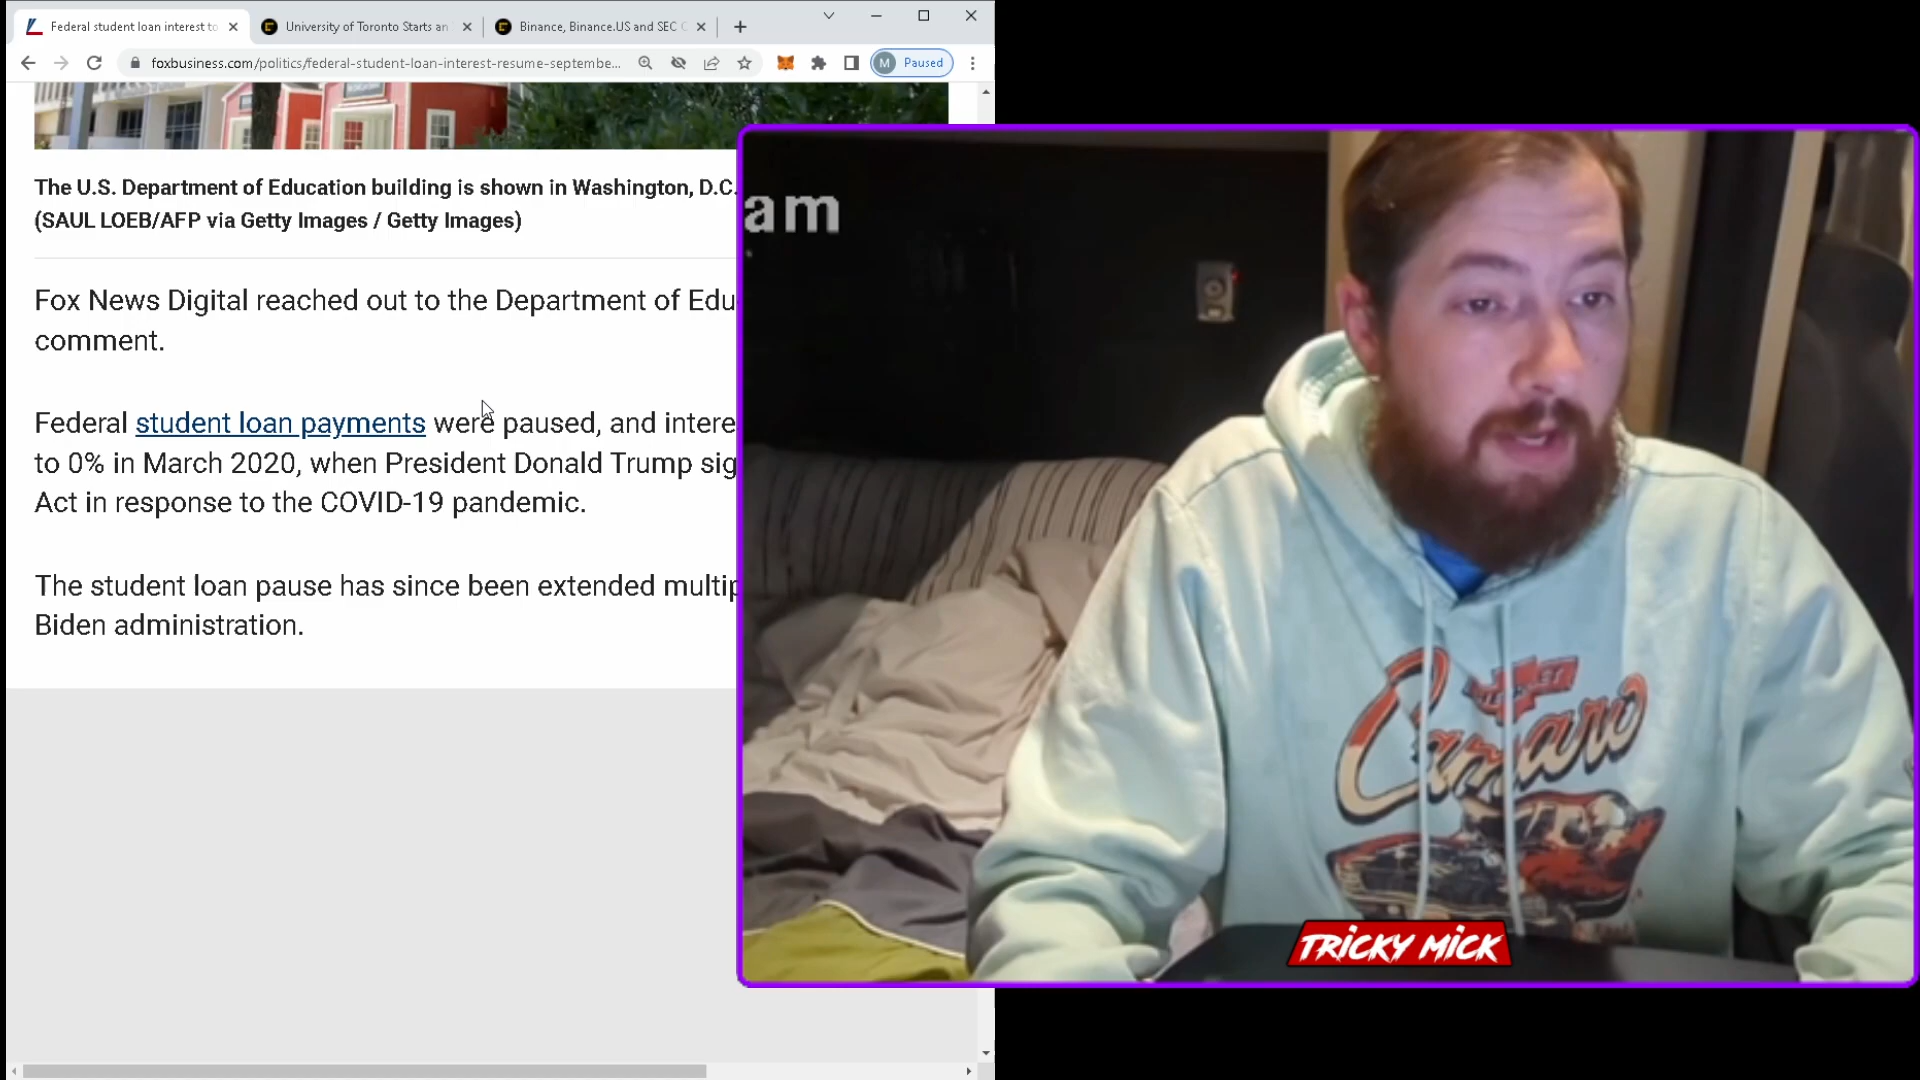 Federal student loan interest to
University of Toronto Starts an
Binance, Binance.US and SEC C
foxbusiness.com/politics/federal-student-loan-interest-resume-septembe...
M Paused
The U.S. Department of Education building is shown in Washington, D.C.
(SAUL LOEB/AFP via Getty Images / Getty Images)
Fox News Digital reached out to the Department of Edu
comment.
Federal student loan payments were paused, and intere
to 0% in March 2020, when President Donald Trump sig
Act in response to the COVID-19 pandemic.
The student loan pause has since been extended multip
Biden administration.
am
Camaro
TRICKY MICK